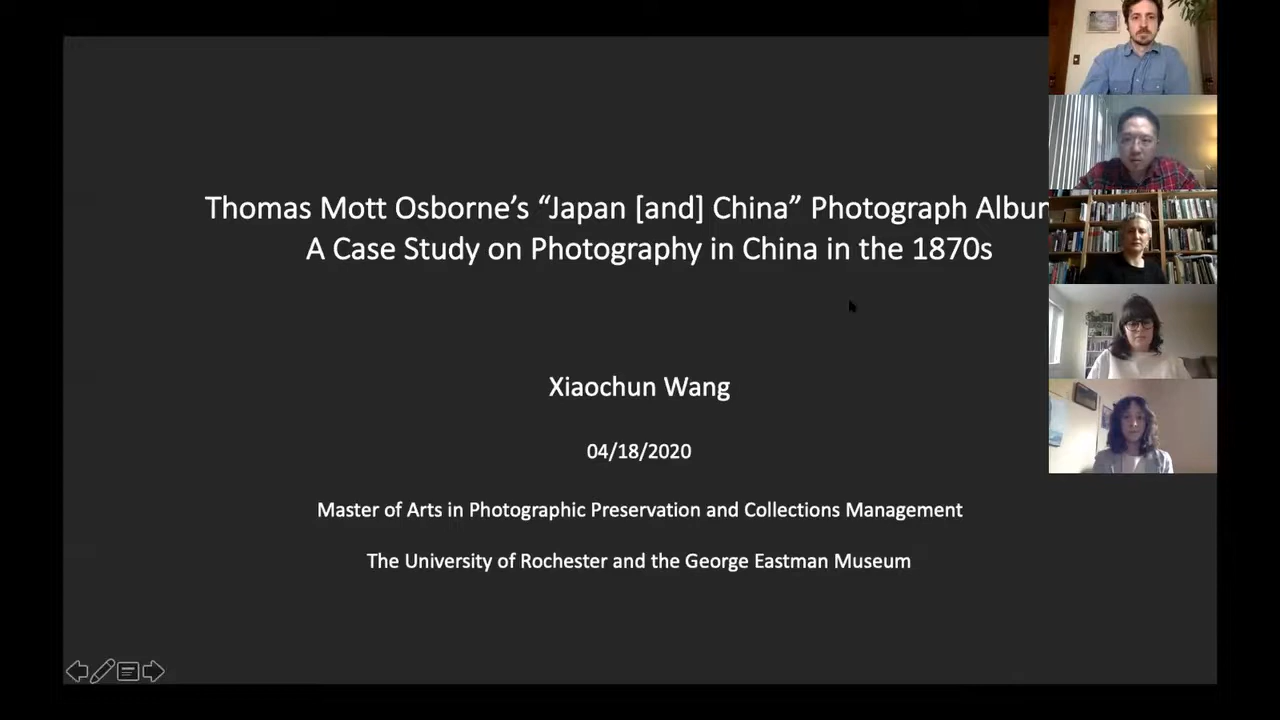 Thomas Mott Osborne's “Japan [and] China” Photograph Albu
A Case Study on Photography in China in the 1870s
Xiaochun Wang
04/18/2020
Master of Arts in Photographic Preservation and Collections Management
The University of Rochester and the George Eastman Museum